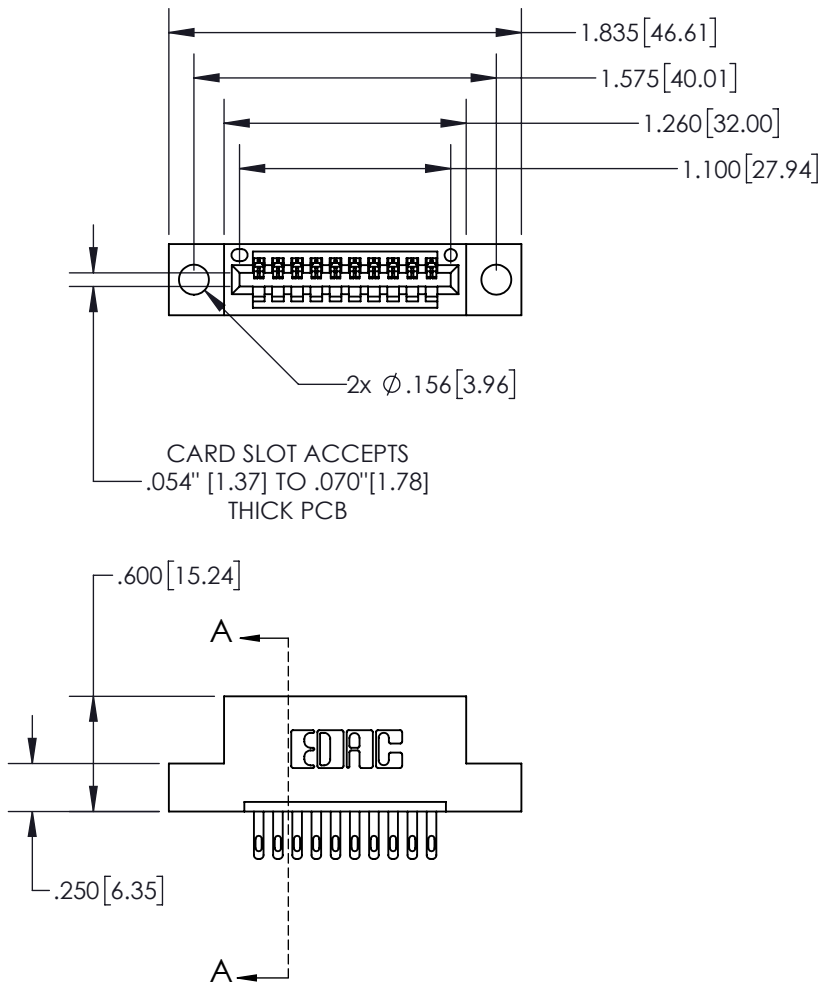 1.835[46.61]
1.575[40.01]
1.260[32.00]
1.100[27.94]
2x Ø.156[3.96]
CARD SLOT ACCEPTS
.054" [1.37] TO .070"[1.78]
THICK PCB
.600[15.24]
A
EDAC
.250[6.35]
A